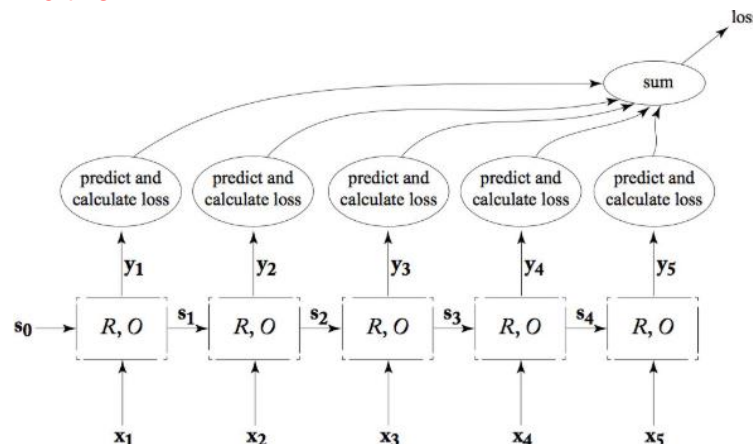 loss
sum
predict and
calculate loss
predict and
calculate loss
predict and
calculate loss
predict and
calculate loss
predict and
calculate loss
y1
y2
y3
y4
y5
s0
R, O
s1
R, O
s2
R, O
s3
R, O
s4
R, O
x1
x2
x3
x4
x5